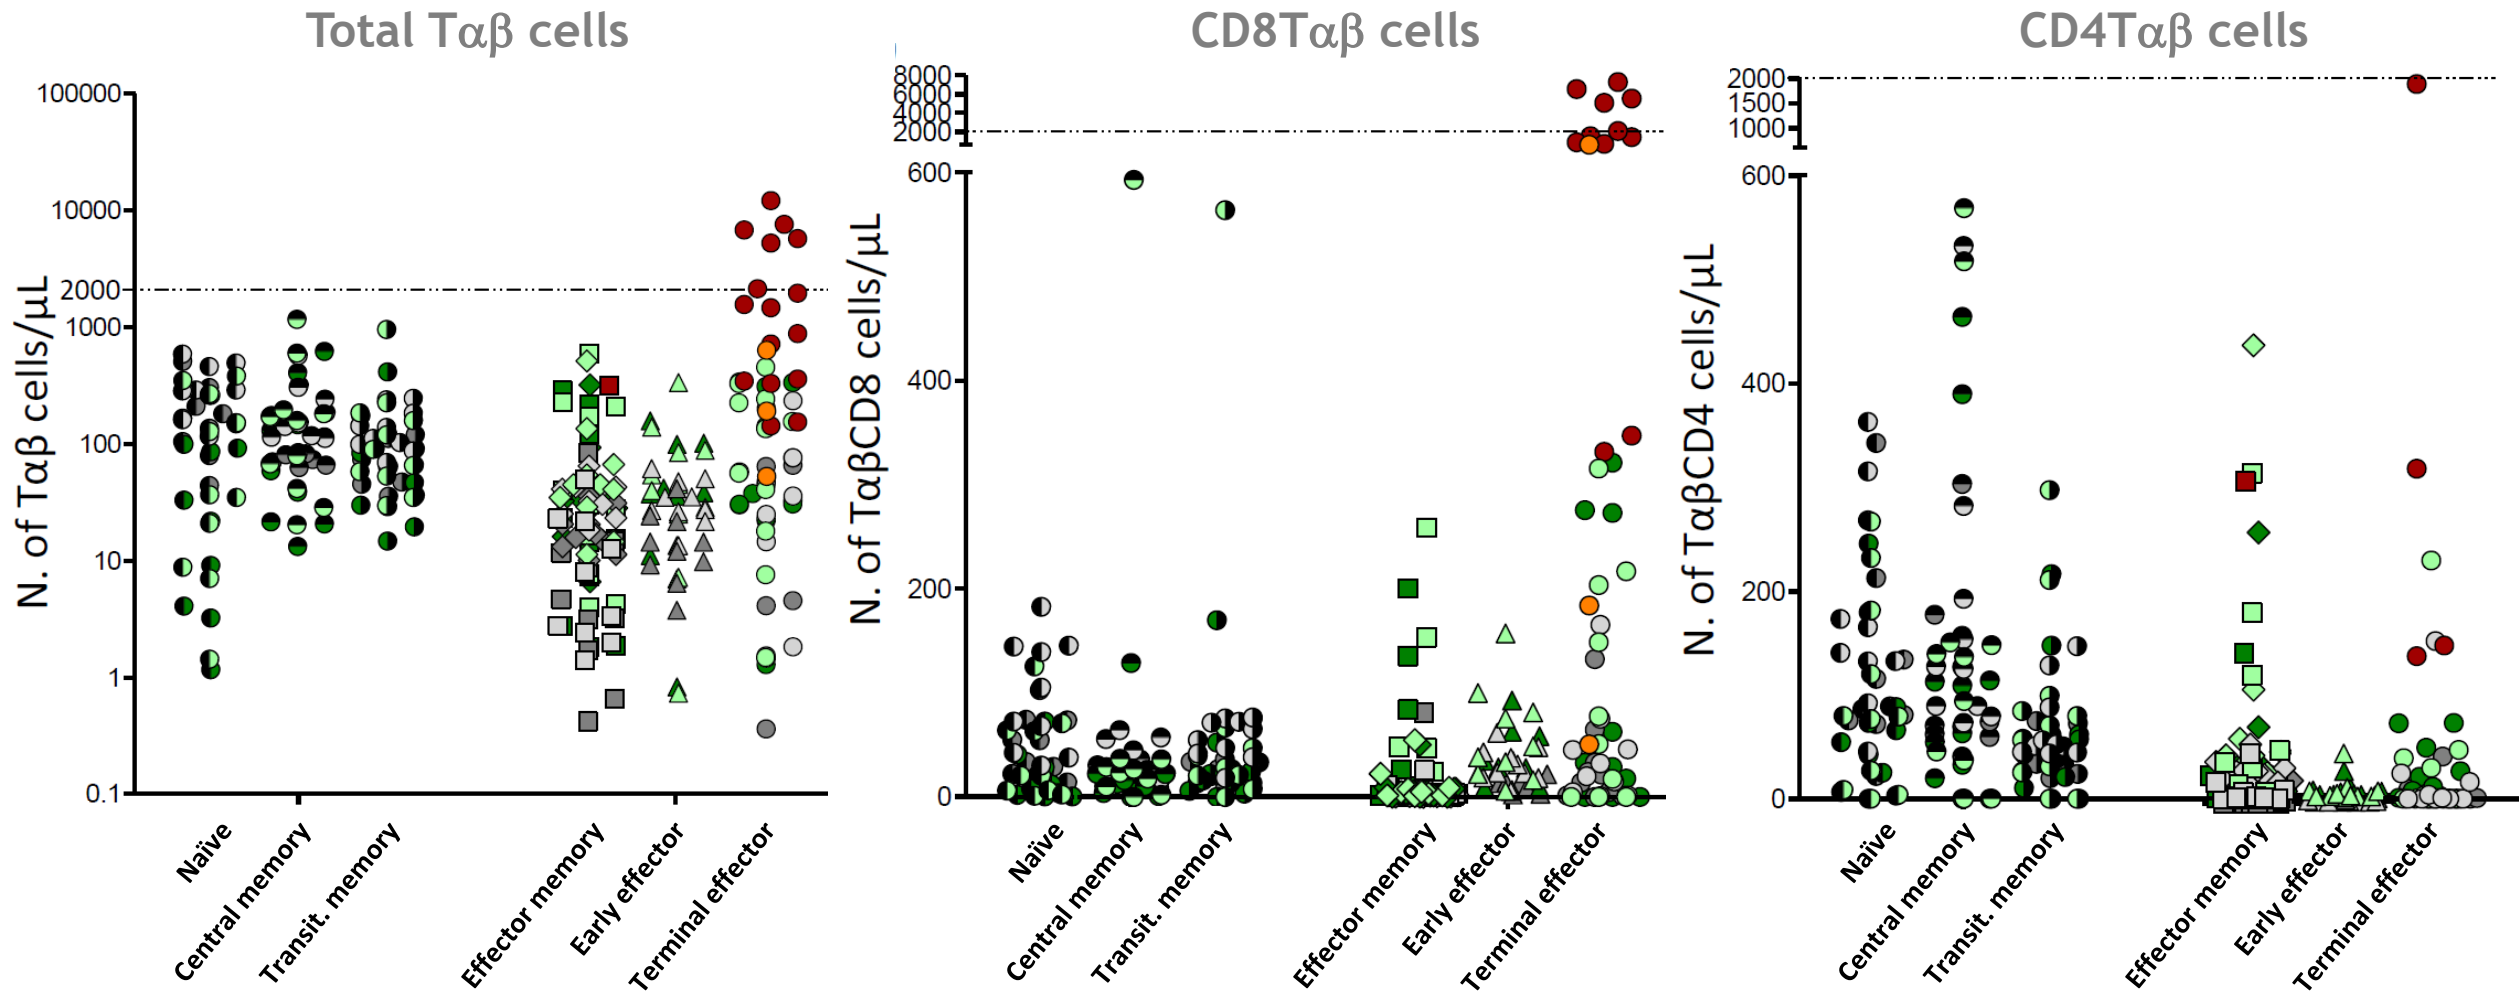 Total Tαβ cells
CD8Tαβ cells
CD4Tαβ cells
N. of Tαβ cells/µL
100000
10000
2000
1000
100
10
1
0.1
Naïve
Central memory
Transit. memory
Effector memory
Early effector
Terminal effector
N. of TαβCD8 cells/µL
8000
6000
4000
2000
600
400
200
0
Naïve
Central memory
Transit. memory
Effector memory
Early effector
Terminal effector
N. of TαβCD4 cells/µL
2000
1500
1000
600
400
200
0
Naïve
Central memory
Transit. memory
Effector memory
Early effector
Terminal effector